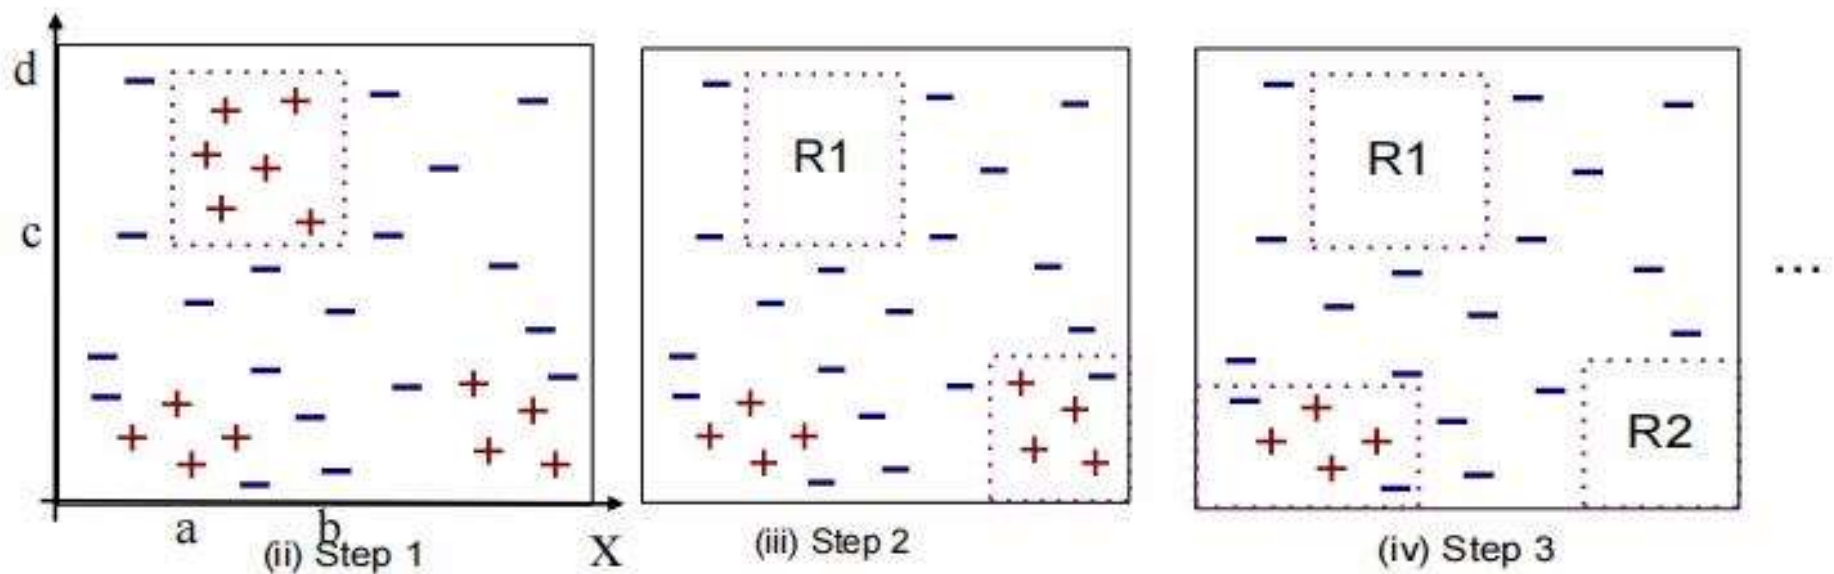 d
c
a
b
X
(ii) Step 1
R1
(iii) Step 2
R1
R2
(iv) Step 3
...